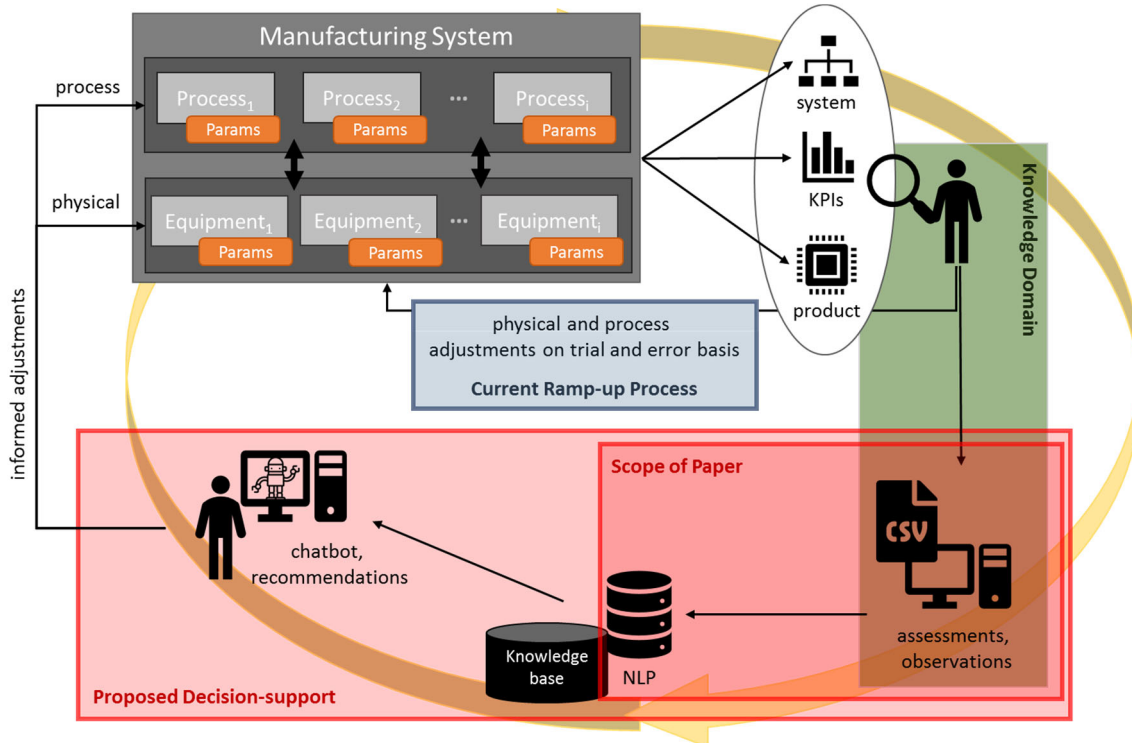 Manufacturing System
process
Process1
Process2
...
Processi
Params
Params
Params
physical
Equipment1
Equipment2
...
Equipmenti
Params
Params
Params
system
KPIs
product
Knowledge Domain
physical and process
adjustments on trial and error basis
Current Ramp-up Process
informed adjustments
Scope of Paper
CSV
chatbot,
recommendations
assessments,
observations
Knowledge
base
NLP
Proposed Decision-support